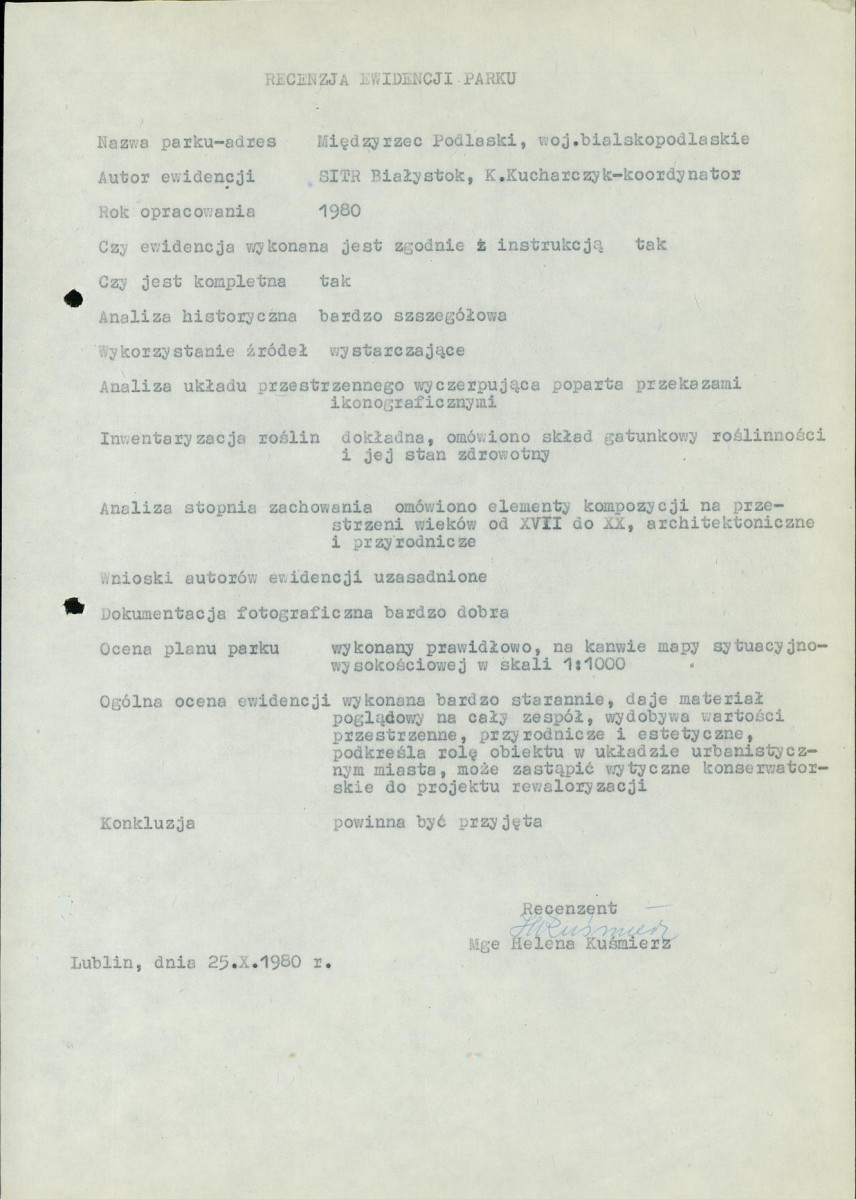 RECENZJA EWIDENCJI PARKU
Nazwa parku-adres Międzyrzec Podlaski, woj.bialskopodlaskie
Autor ewidencji SITR Białystok, K.Kucharczyk-koordynator
Rok opracowania 1980
Czy ewidencja wykonana jest zgodnie ż instrukcją tak
Czy jest kompletna tak
Analiza historyczna bardzo szszegółowa
Wykorzystanie źródeł wystarczające
Analiza układu przestrzennego wyczerpująca poparta przekazami
ikonograficznymi
Inwentaryzacja roślin dokładna, omówiono skład gatunkowy roślinności
i jej stan zdrowotny
Analiza stopnia zachowania omówiono elementy kompozycji na prze-
strzeni wieków od XVII do XX, architektoniczne
i przyrodnicze
Wnioski autorów ewidencji uzasadnione
Dokumentacja fotograficzna bardzo dobra
Ocena planu parku wykonany prawidłowo, na kanwie mapy sytuacyjno-
wysokościowej w skali 1:1000
Ogólna ocena ewidencji wykonana bardzo starannie, daje materiał
poglądowy na cały zespół, wydobywa wartości
przestrzenne, przyrodnicze i estetyczne,
podkreśla rolę obiektu w układzie urbanistycz-
nym miasta, może zastąpić wytyczne konserwator-
skie do projektu rewaloryzacji
Konkluzja powinna być przyjęta
Recenzent
HKuśmierz
Mge Helena Kuśmierz
Lublin, dnia 25.X.1980 r.